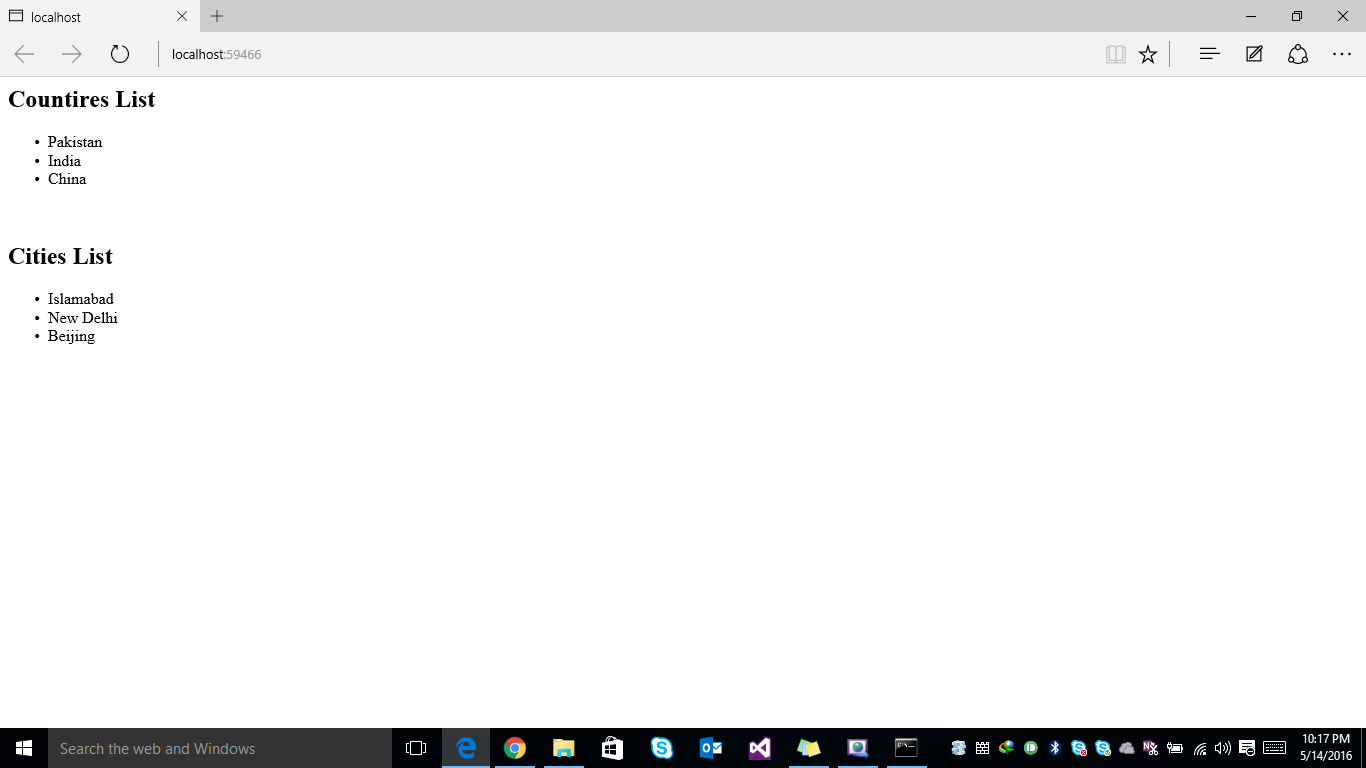 localhost
localhost:59466
Countires List
• Pakistan
• India
• China
Cities List
• Islamabad
• New Delhi
• Beijing
Search the web and Windows
10:17 PM
5/14/2016